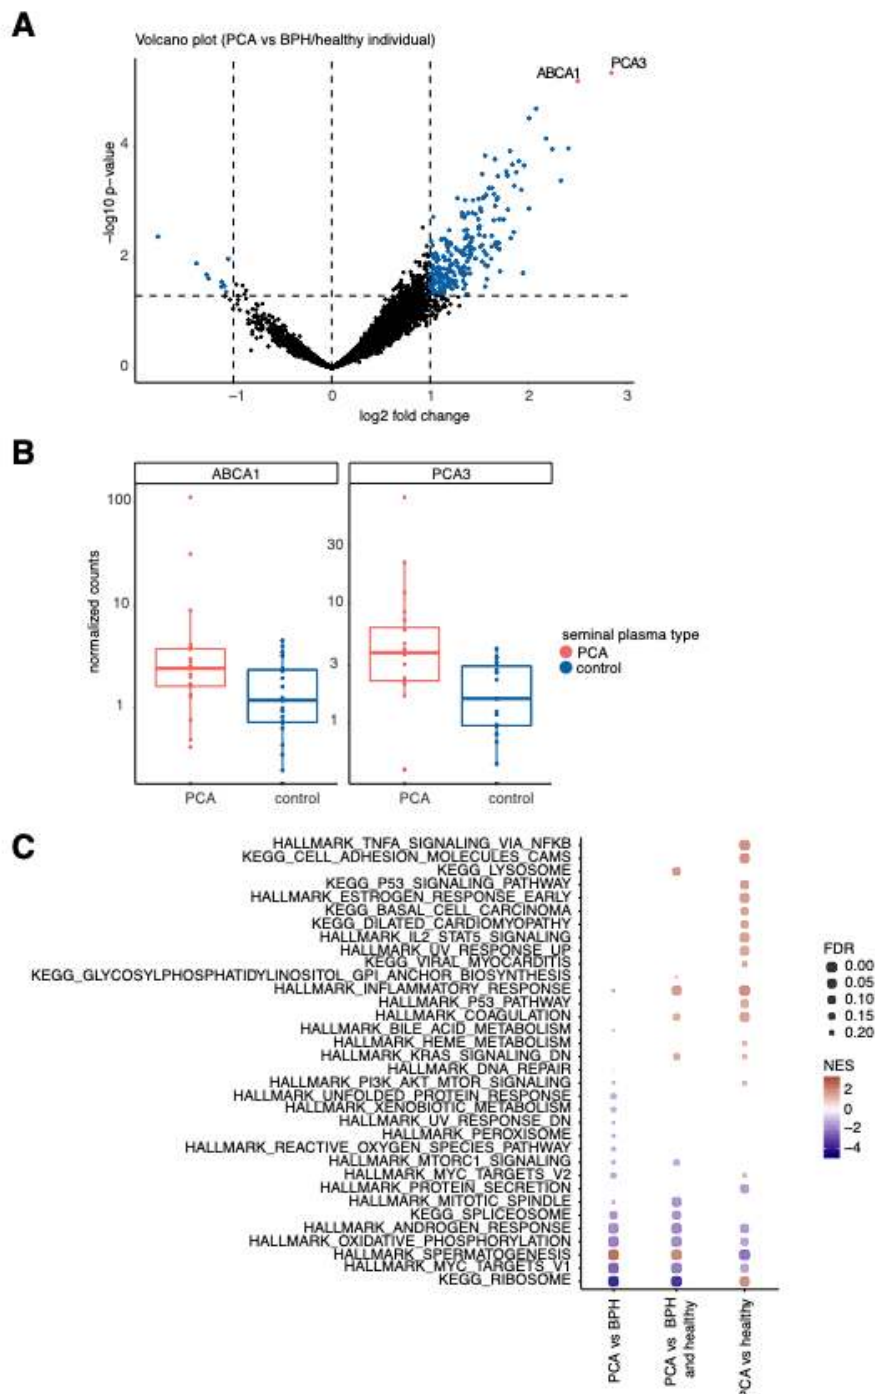 A
Volcano plot (PCA vs BPH/healthy individual)
ABCA1
PCA3
−log10 p−value
4
2
0
−1
0
1
2
3
log2 fold change
B
ABCA1
PCA3
normalized counts
100
10
1
30
10
3
1
PCA
control
PCA
control
seminal plasma type
PCA
control
C
HALLMARK_TNFA_SIGNALING_VIA_NFKB
KEGG_CELL_ADHESION_MOLECULES_CAMS
KEGG_LYSOSOME
KEGG_P53_SIGNALING_PATHWAY
HALLMARK_ESTROGEN_RESPONSE_EARLY
KEGG_BASAL_CELL_CARCINOMA
KEGG_DILATED_CARDIOMYOPATHY
HALLMARK_IL2_STAT5_SIGNALING
HALLMARK_UV_RESPONSE_UP
KEGG_VIRAL_MYOCARDITIS
KEGG_GLYCOSYLPHOSPHATIDYLINOSITOL_GPI_ANCHOR_BIOSYNTHESIS
HALLMARK_INFLAMMATORY_RESPONSE
HALLMARK_P53_PATHWAY
HALLMARK_COAGULATION
HALLMARK_BILE_ACID_METABOLISM
HALLMARK_HEME_METABOLISM
HALLMARK_KRAS_SIGNALING_DN
HALLMARK_DNA_REPAIR
HALLMARK_PI3K_AKT_MTOR_SIGNALING
HALLMARK_UNFOLDED_PROTEIN_RESPONSE
HALLMARK_XENOBIOTIC_METABOLISM
HALLMARK_UV_RESPONSE_DN
HALLMARK_PEROXISOME
HALLMARK_REACTIVE_OXYGEN_SPECIES_PATHWAY
HALLMARK_MTORC1_SIGNALING
HALLMARK_MYC_TARGETS_V2
HALLMARK_PROTEIN_SECRETION
HALLMARK_MITOTIC_SPINDLE
KEGG_SPLICEOSOME
HALLMARK_ANDROGEN_RESPONSE
HALLMARK_OXIDATIVE_PHOSPHORYLATION
HALLMARK_SPERMATOGENESIS
HALLMARK_MYC_TARGETS_V1
KEGG_RIBOSOME
PCA vs BPH
PCA vs BPH
and healthy
PCA vs healthy
FDR
0.00
0.05
0.10
0.15
0.20
NES
2
0
−2
−4